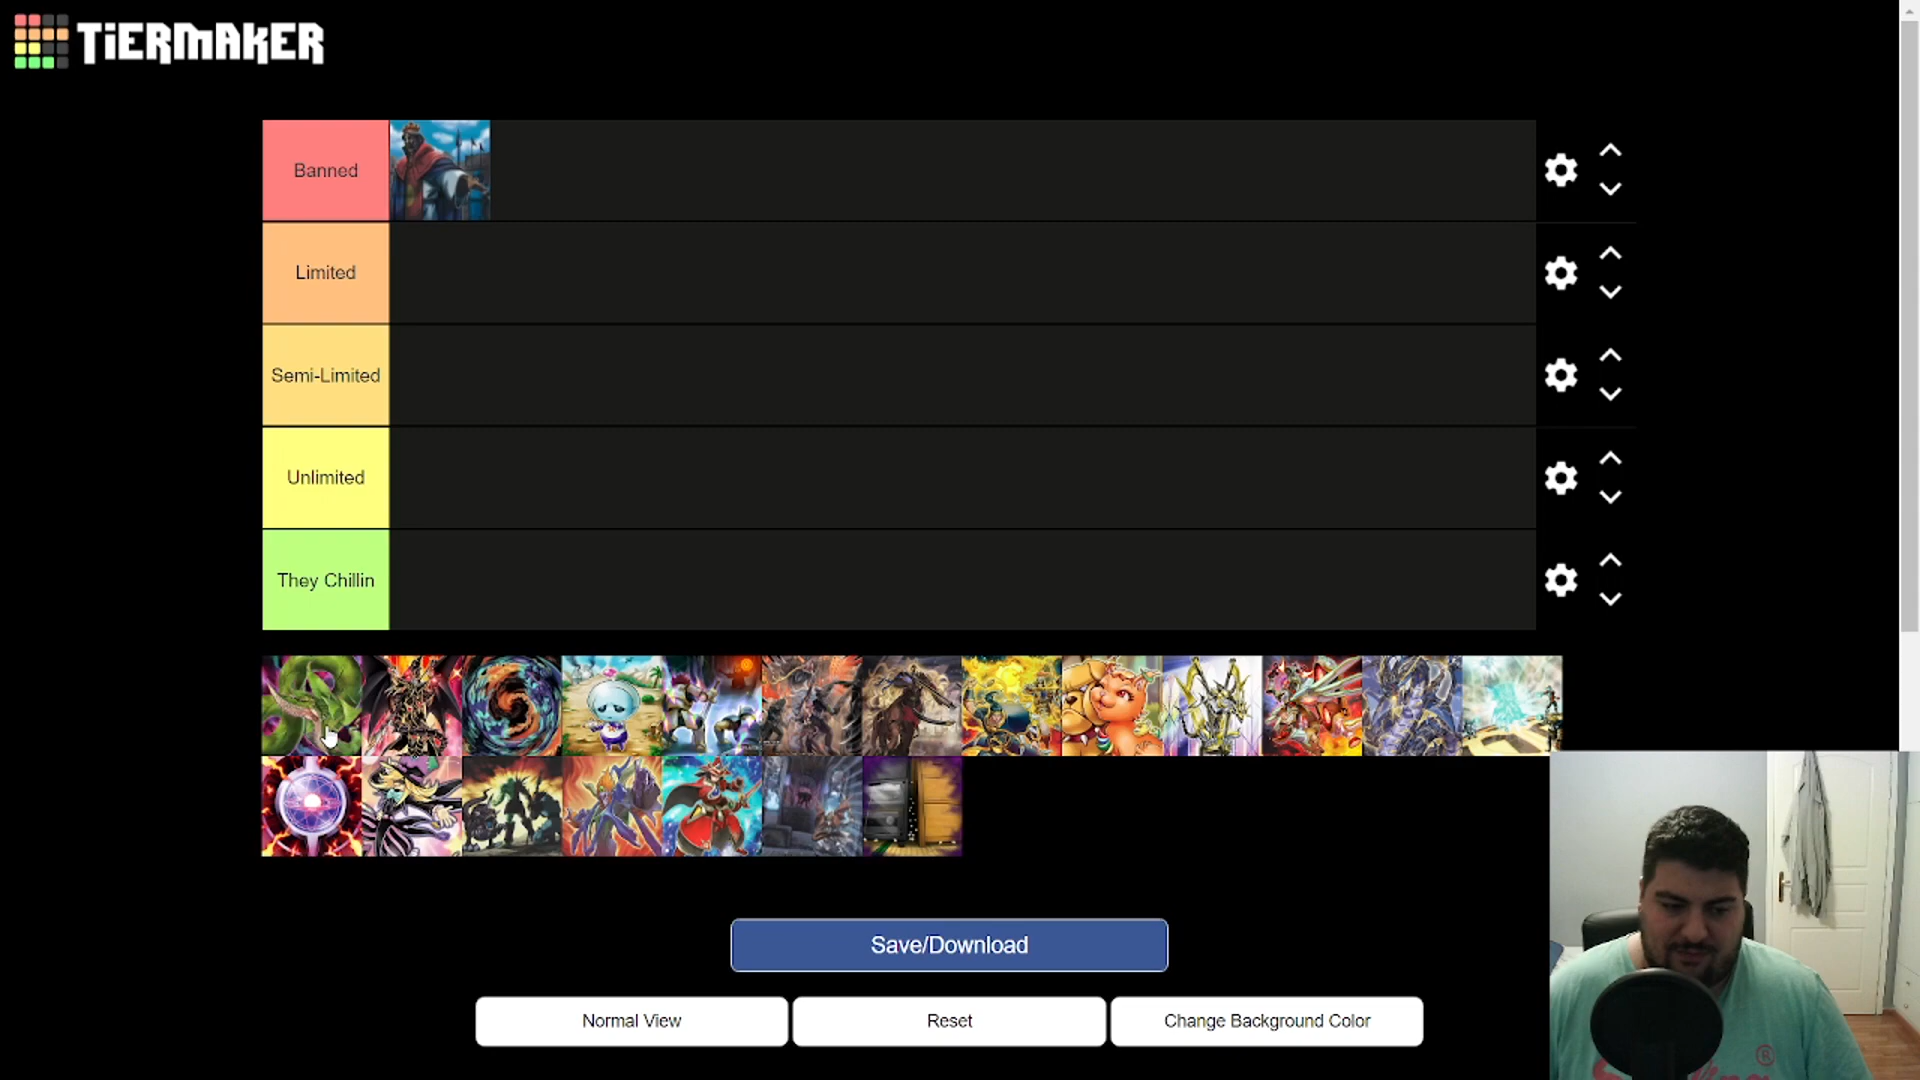 TiERMAKER
Banned
Limited
Semi-Limited
Unlimited
They Chillin
Save/Download
Normal View
Reset
Change Background Color
®